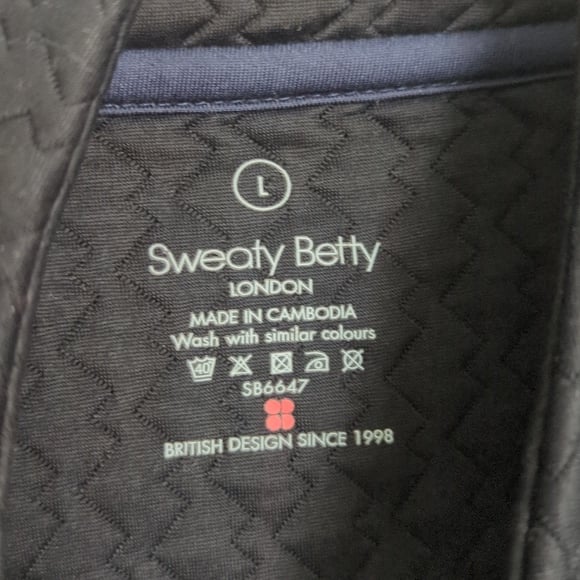 L
Sweaty Betty
LONDON
MADE IN CAMBODIA
Wash with similar colours
40
SB6647
BRITISH DESIGN SINCE 1998